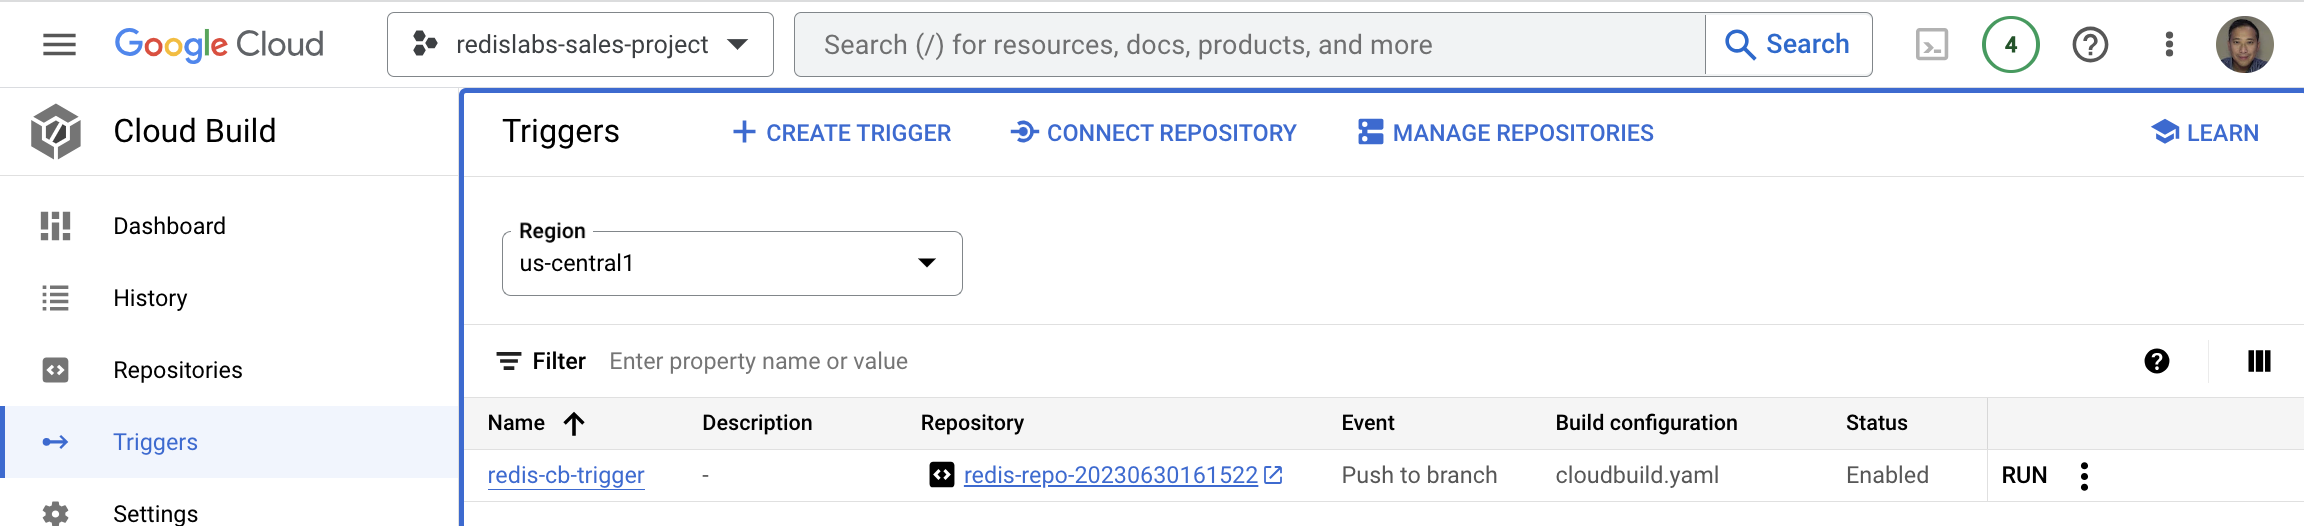 Google Cloud redislabs-sales-project Search (/) for resources, docs, products, and more Search 4
Cloud Build
Triggers CREATE TRIGGER CONNECT REPOSITORY MANAGE REPOSITORIES LEARN
Dashboard
History
Repositories
Triggers
Settings
Region
us-central1
Filter Enter property name or value
Name Description Repository Event Build configuration Status
redis-cb-trigger - redis-repo-20230630161522 Push to branch cloudbuild.yaml Enabled RUN